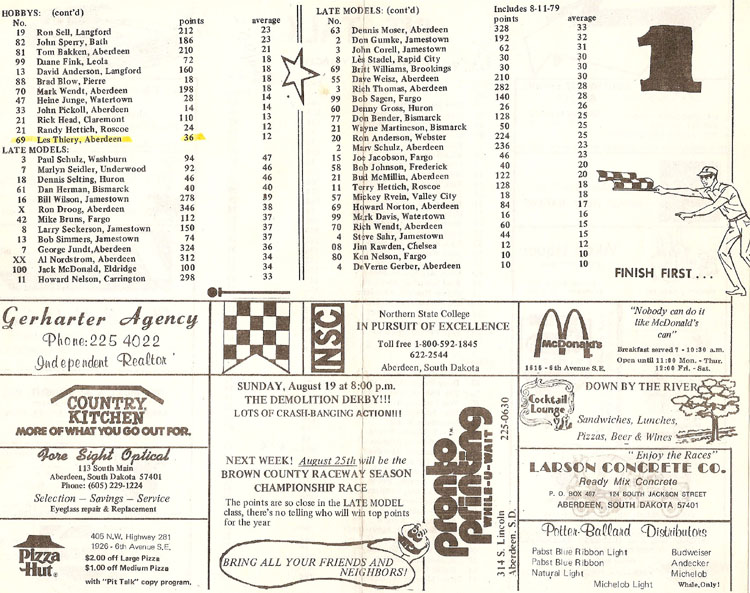 HOBBYS: (cont'd)
No. points average
19 Ron Sell, Langford 212 23
82 John Sperry, Bath 186 23
81 Tom Bakken, Aberdeen 210 21
99 Duane Fink, Leola 72 18
13 David Anderson, Langford 160 18
88 Brad Blow, Pierre 18 18
70 Mark Wendt, Aberdeen 198 18
47 Heine Junge, Watertown 28 14
33 John Pickoll, Aberdeen 14 14
21 Rick Head, Claremont 110 13
21 Randy Hettich, Roscoe 24 12
69 Les Thiery, Aberdeen 36 12
LATE MODELS:
3 Paul Schulz, Washburn 94 47
7 Marlyn Seidler, Underwood 92 46
18 Dennis Selting, Huron 46 46
61 Dan Herman, Bismarck 40 40
16 Bill Wilson, Jamestown 278 39
X Ron Droog, Aberdeen 346 38
42 Mike Bruns, Fargo 112 37
8 Larry Seckerson, Jamestown 150 37
13 Bob Simmers, Jamestown 74 37
7 George Jundt, Aberdeen 324 36
XX Al Nordstrom, Aberdeen 312 34
100 Jack McDonald, Eldridge 100 34
11 Howard Nelson, Carrington 298 33
LATE MODELS: (cont'd) Includes 8-11-79
No. points average
63 Dennis Moser, Aberdeen 328 33
2 Don Gumke, Jamestown 192 32
3 John Corell, Jamestown 62 31
8 Les Stadel, Rapid City 30 30
69 Britt Williams, Brookings 30 30
55 Dave Weisz, Aberdeen 210 30
3 Rich Thomas, Aberdeen 282 28
99 Bob Sagen, Fargo 140 28
60 Denny Gross, Huron 26 26
77 Don Bender, Bismarck 128 25
21 Wayne Martineson, Bismarck 50 25
20 Ron Anderson, Webster 224 25
2 Marv Schulz, Aberdeen 236 23
15 Joe Jacobson, Fargo 46 23
58 Bob Johnson, Frederick 40 20
21 Bud McMillin, Aberdeen 122 20
11 Terry Hettich, Roscoe 128 18
57 Mickey Rvein, Valley City 18 18
69 Howard Norton, Aberdeen 84 17
99 Mark Davis, Watertown 16 16
70 Rich Wendt, Aberdeen 60 15
4 Steve Sahr, Jamestown 44 15
08 Jim Rawden, Chelsea 12 12
80 Ken Nelson, Fargo 10 10
4 DeVerne Gerber, Aberdeen 10 10
1
FINISH FIRST . . .
Gerharter Agency
Phone: 225 4022
Independent Realtor
NSC
Northern State College
IN PURSUIT OF EXCELLENCE
Toll free 1-800-592-1845
622-2544
Aberdeen, South Dakota
McDonald's
1616 - 6th Avenue S.E.
"Nobody can do it
like McDonald's
can"
Breakfast served 7 - 10:30 a.m.
Open until 11:00 Mon. - Thur.
12:00 Fri. - Sat.
COUNTRY
KITCHEN
MORE OF WHAT YOU GO OUT FOR.
Fore Sight Optical
113 South Main
Aberdeen, South Dakota 57401
Phone: (605) 229-1224
Selection - Savings - Service
Eyeglass repair & Replacement
Pizza
Hut
405 N.W. Highway 281
1926 - 6th Avenue S.E.
$2.00 off Large Pizza
$1.00 off Medium Pizza
with "Pit Talk" copy program.
SUNDAY, August 19 at 8:00 p.m.
THE DEMOLITION DERBY!!!
LOTS OF CRASH-BANGING ACTION!!!
NEXT WEEK! August 25th will be the
BROWN COUNTY RACEWAY SEASON
CHAMPIONSHIP RACE
The points are so close in the LATE MODEL
class, there's no telling who will win top points
for the year
BRING ALL YOUR FRIENDS AND
NEIGHBORS!
pronto
printing
WHILE-U-WAIT
TM
225-0630
314 S. Lincoln
Aberdeen, S.D.
Cocktail
Lounge
DOWN BY THE RIVER
Sandwiches, Lunches,
Pizzas, Beer & Wines
"Enjoy the Races"
LARSON CONCRETE CO.
Ready Mix Concrete
P. O. BOX 497 124 SOUTH JACKSON STREET
ABERDEEN, SOUTH DAKOTA 57401
Potter-Ballard Distributors
Pabst Blue Ribbon Light Budweiser
Pabst Blue Ribbon Andecker
Natural Light Michelob
Michelob Light Whale, Only!